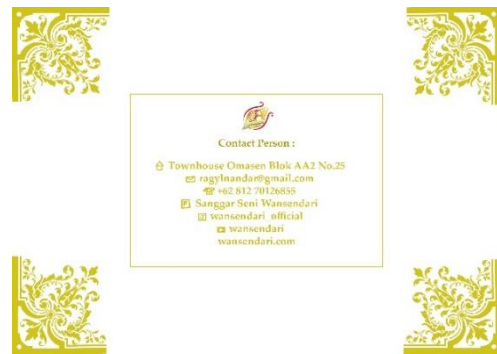 Contact Person :
Townhouse Omasen Blok AA2 No.25
ragylnandar@gmail.com
+62 812 70126855
Sanggar Seni Wansendari
wansendari_official
wansendari
wansendari.com